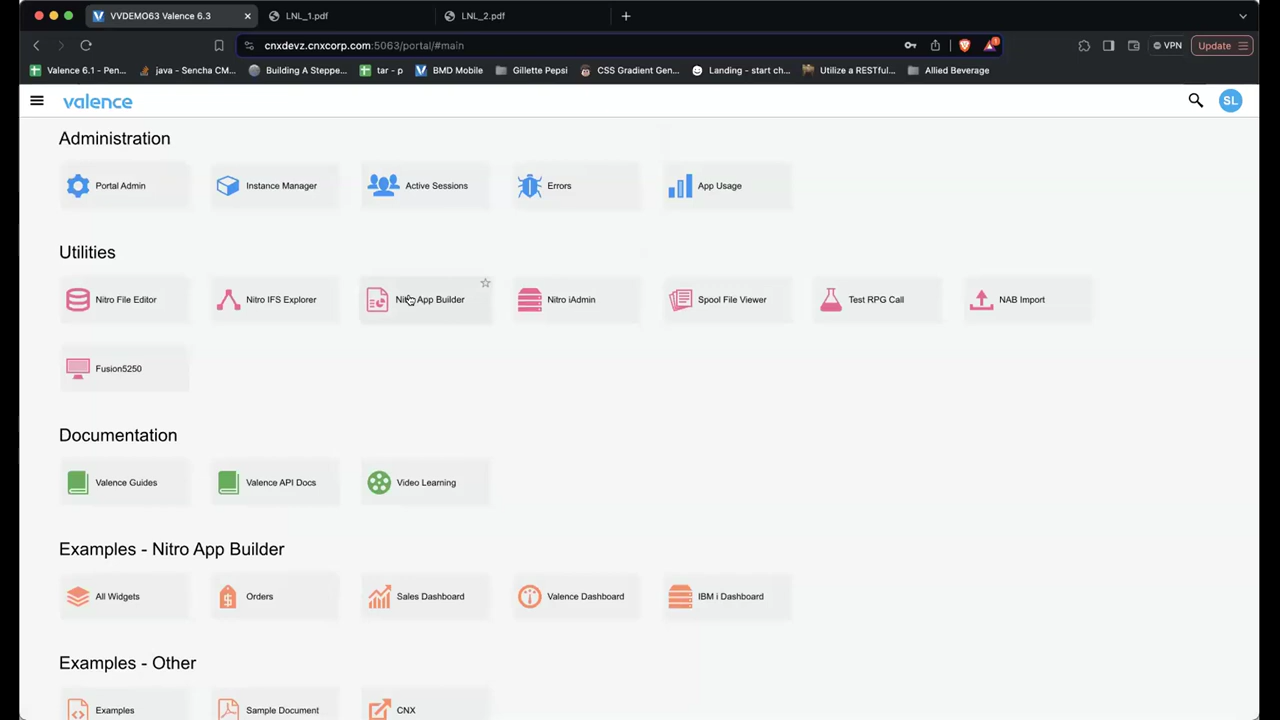 VVDEMO63 Valence 6.3
LNL_1.pdf
LNL_2.pdf
cnxdevz.cnxcorp.com:5063/portal/#main
1
VPN
Update
Valence 6.1 - Pen...
java - Sencha CM...
Building A Steppe...
tar - p
BMD Mobile
Gillette Pepsi
CSS Gradient Gen...
Landing - start ch...
Utilize a RESTful...
Allied Beverage
valence
SL
Administration
Portal Admin
Instance Manager
Active Sessions
Errors
App Usage
Utilities
Nitro File Editor
Nitro IFS Explorer
Nitro App Builder
Nitro iAdmin
Spool File Viewer
Test RPG Call
NAB Import
Fusion5250
Documentation
Valence Guides
Valence API Docs
Video Learning
Examples - Nitro App Builder
All Widgets
Orders
Sales Dashboard
Valence Dashboard
IBM i Dashboard
Examples - Other
Examples
Sample Document
CNX